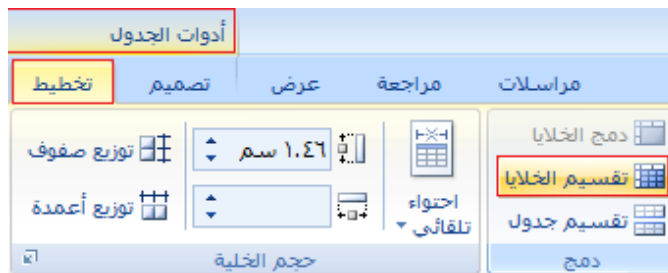 أدوات الجدول
مراسلات مراجعة عرض تصميم تخطيط
دمج الخلايا
تقسيم الخلايا
تقسيم جدول
دمج
احتواء
تلقائي
١.٤٦ سم
توزيع صفوف
توزيع أعمدة
حجم الخلية